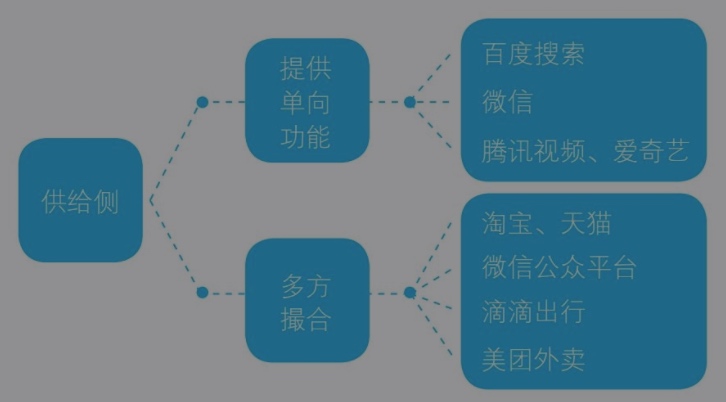 供给侧
提供
单向
功能
百度搜索
微信
腾讯视频、爱奇艺
多方
撮合
淘宝、天猫
微信公众平台
滴滴出行
美团外卖